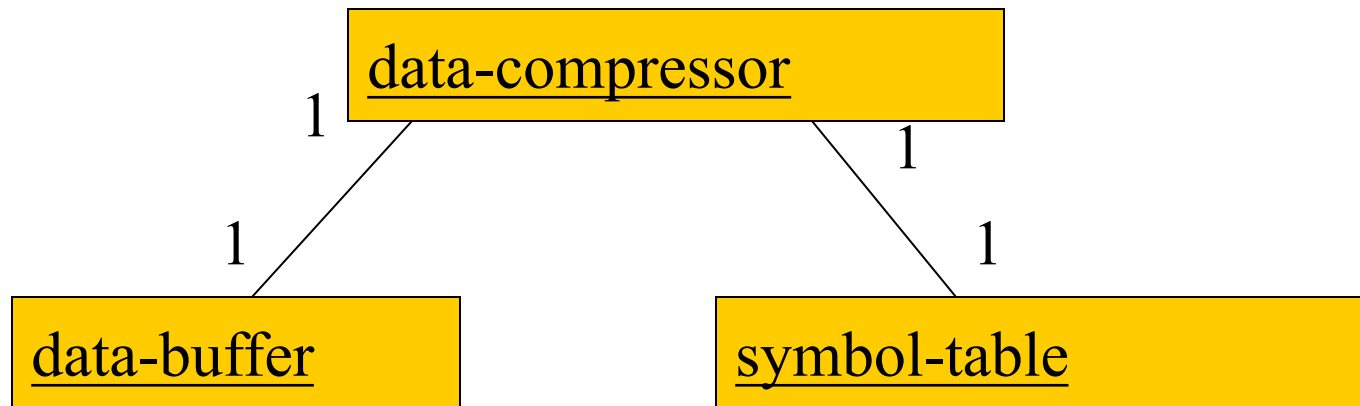 data-compressor
1
1
1
1
data-buffer
symbol-table